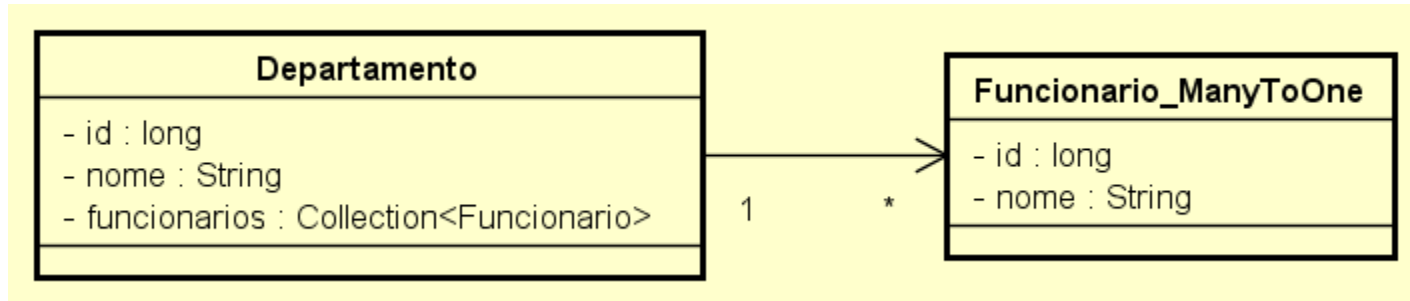 Departamento
- id : long
- nome : String
- funcionarios : Collection<Funcionario>
1
*
Funcionario_ManyToOne
- id : long
- nome : String